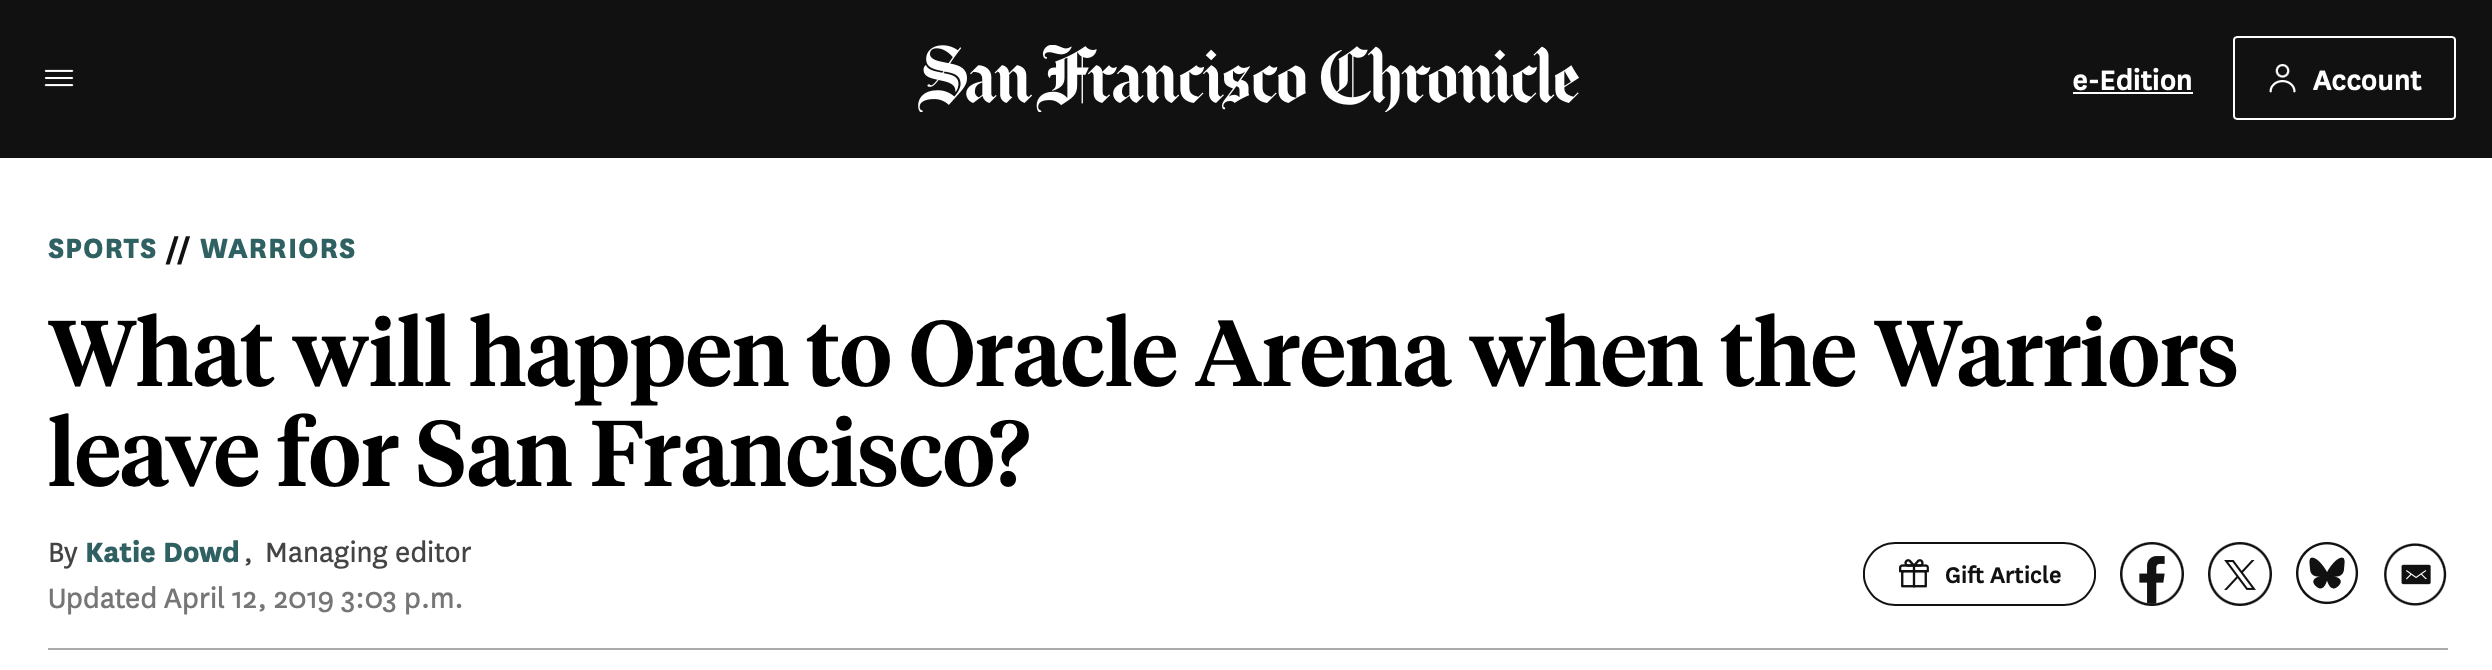 San Francisco Chronicle
e-Edition
Account
SPORTS // WARRIORS
What will happen to Oracle Arena when the Warriors
leave for San Francisco?
By Katie Dowd, Managing editor
Updated April 12, 2019 3:03 p.m.
Gift Article